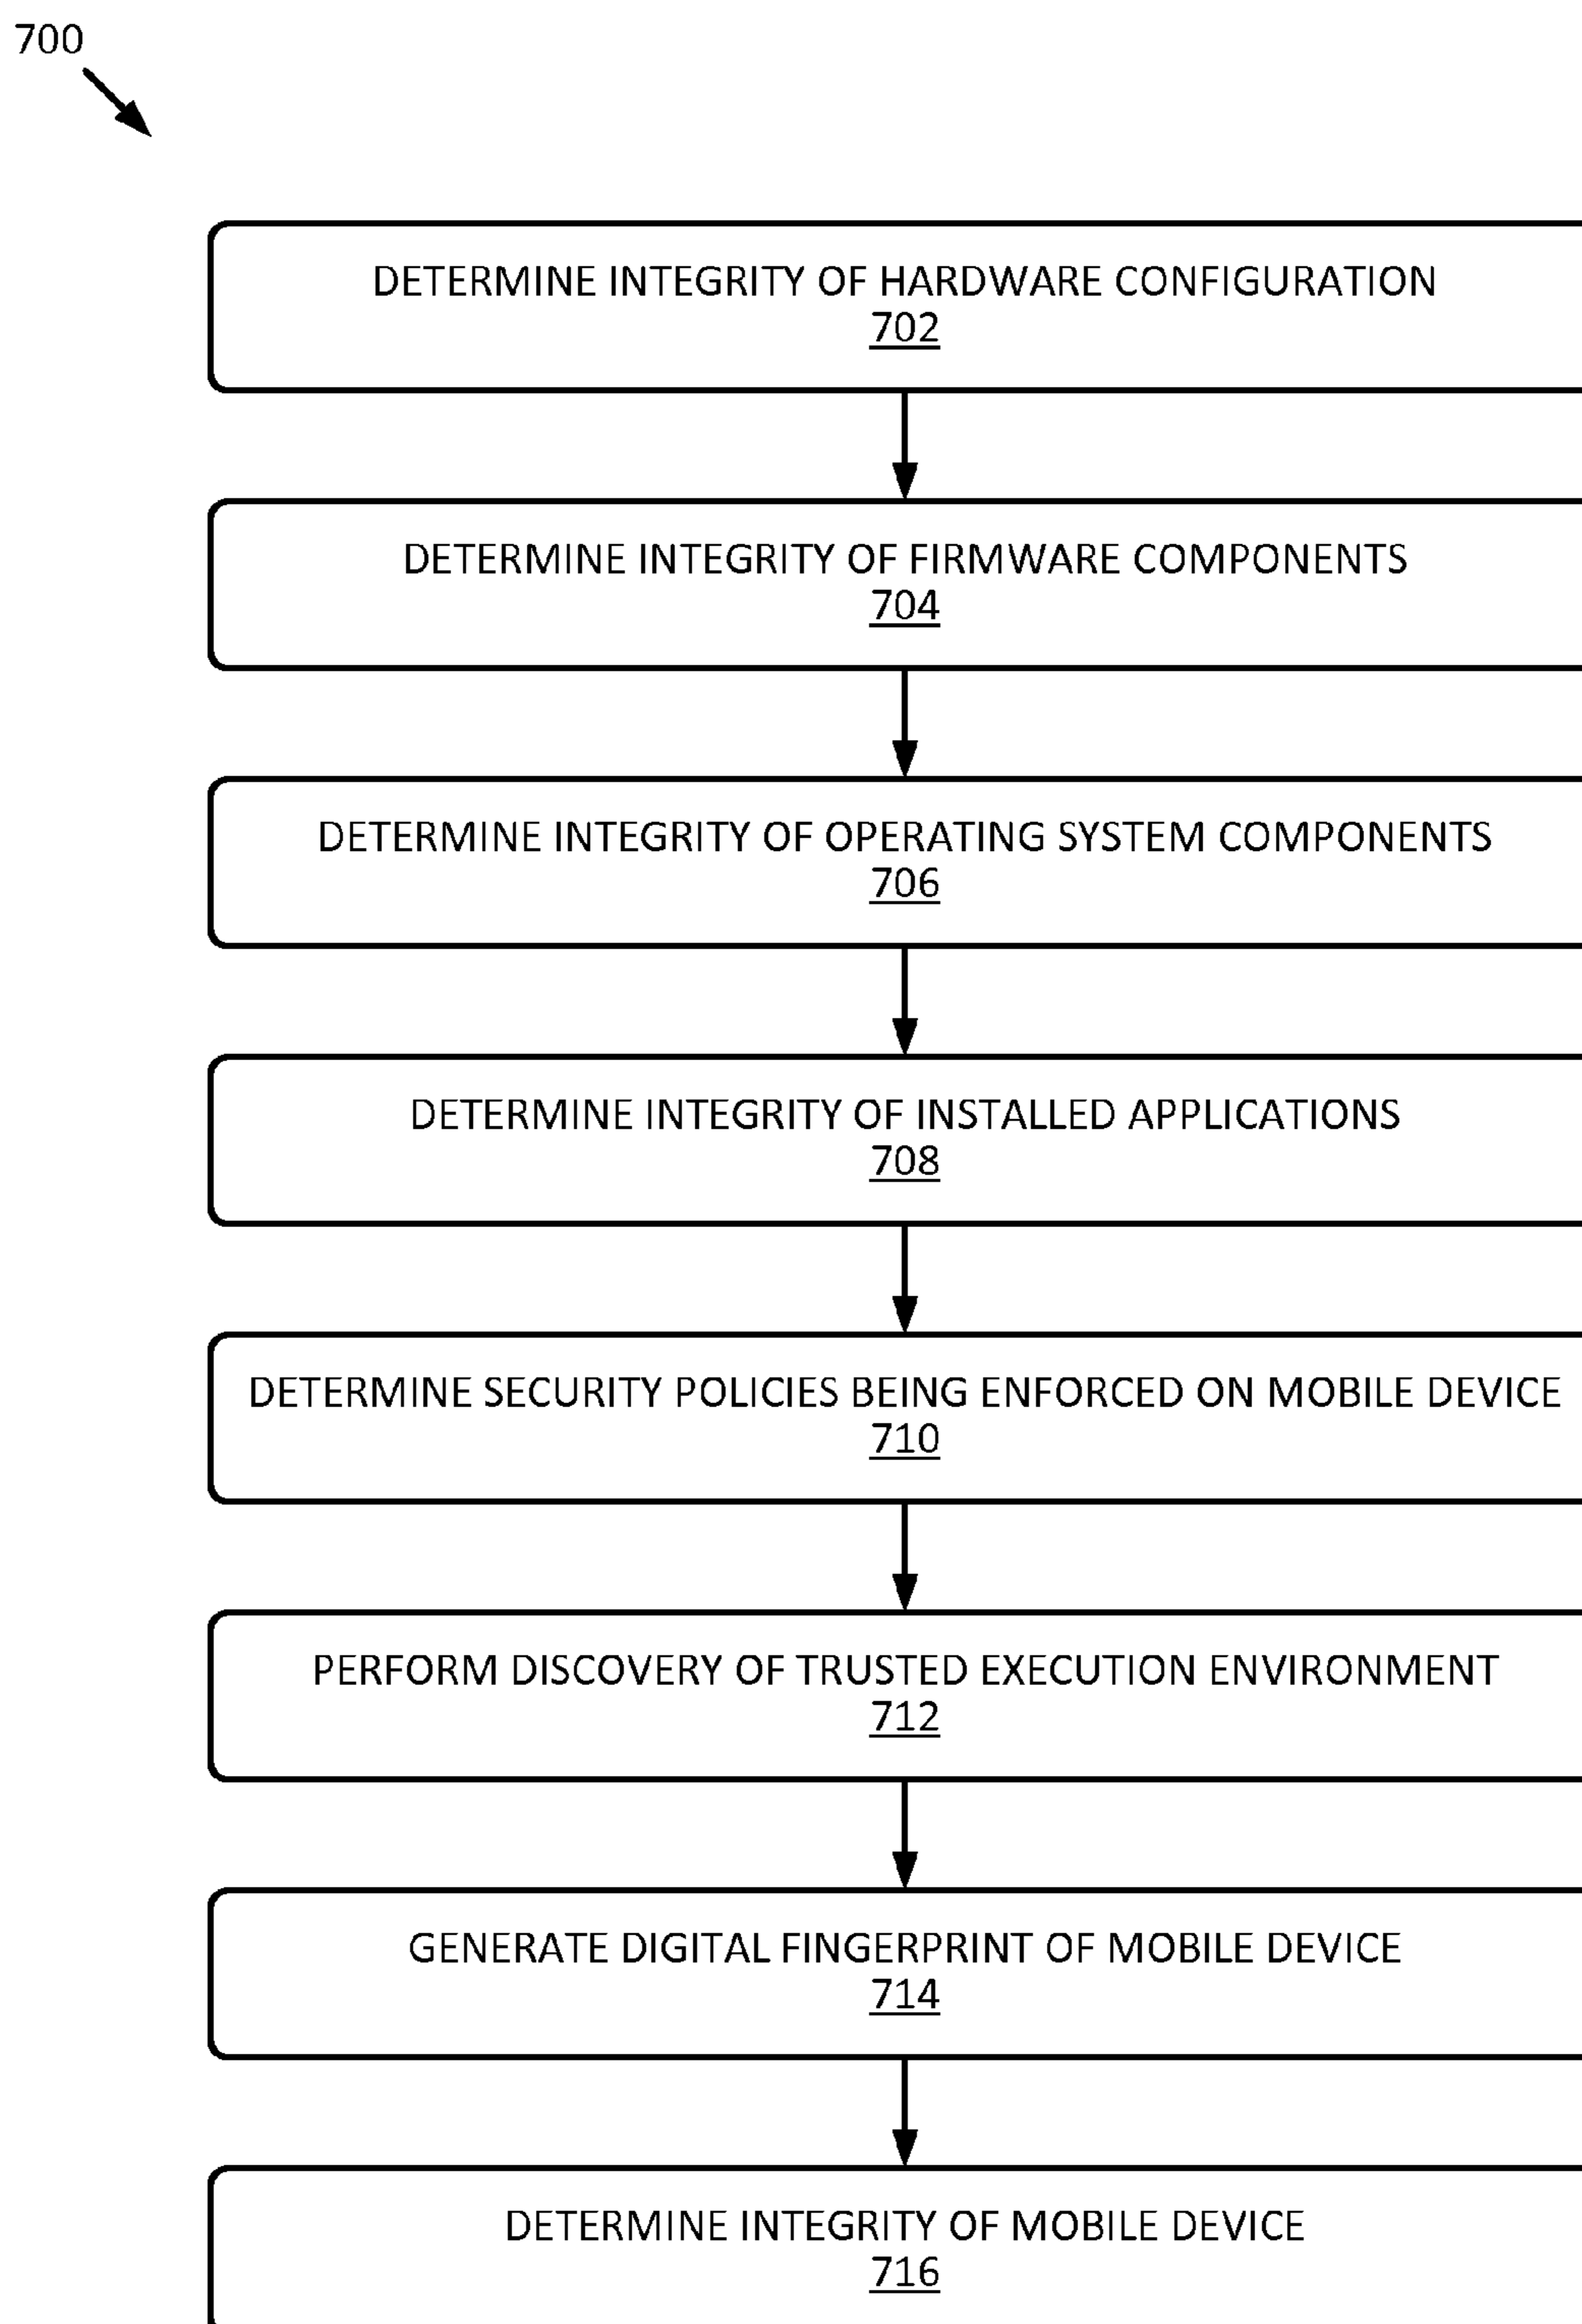 700
DETERMINE INTEGRITY OF HARDWARE CONFIGURATION
702
DETERMINE INTEGRITY OF FIRMWARE COMPONENTS
704
DETERMINE INTEGRITY OF OPERATING SYSTEM COMPONENTS
706
DETERMINE INTEGRITY OF INSTALLED APPLICATIONS
708
DETERMINE SECURITY POLICIES BEING ENFORCED ON MOBILE DEVICE
710
PERFORM DISCOVERY OF TRUSTED EXECUTION ENVIRONMENT
712
GENERATE DIGITAL FINGERPRINT OF MOBILE DEVICE
714
DETERMINE INTEGRITY OF MOBILE DEVICE
716